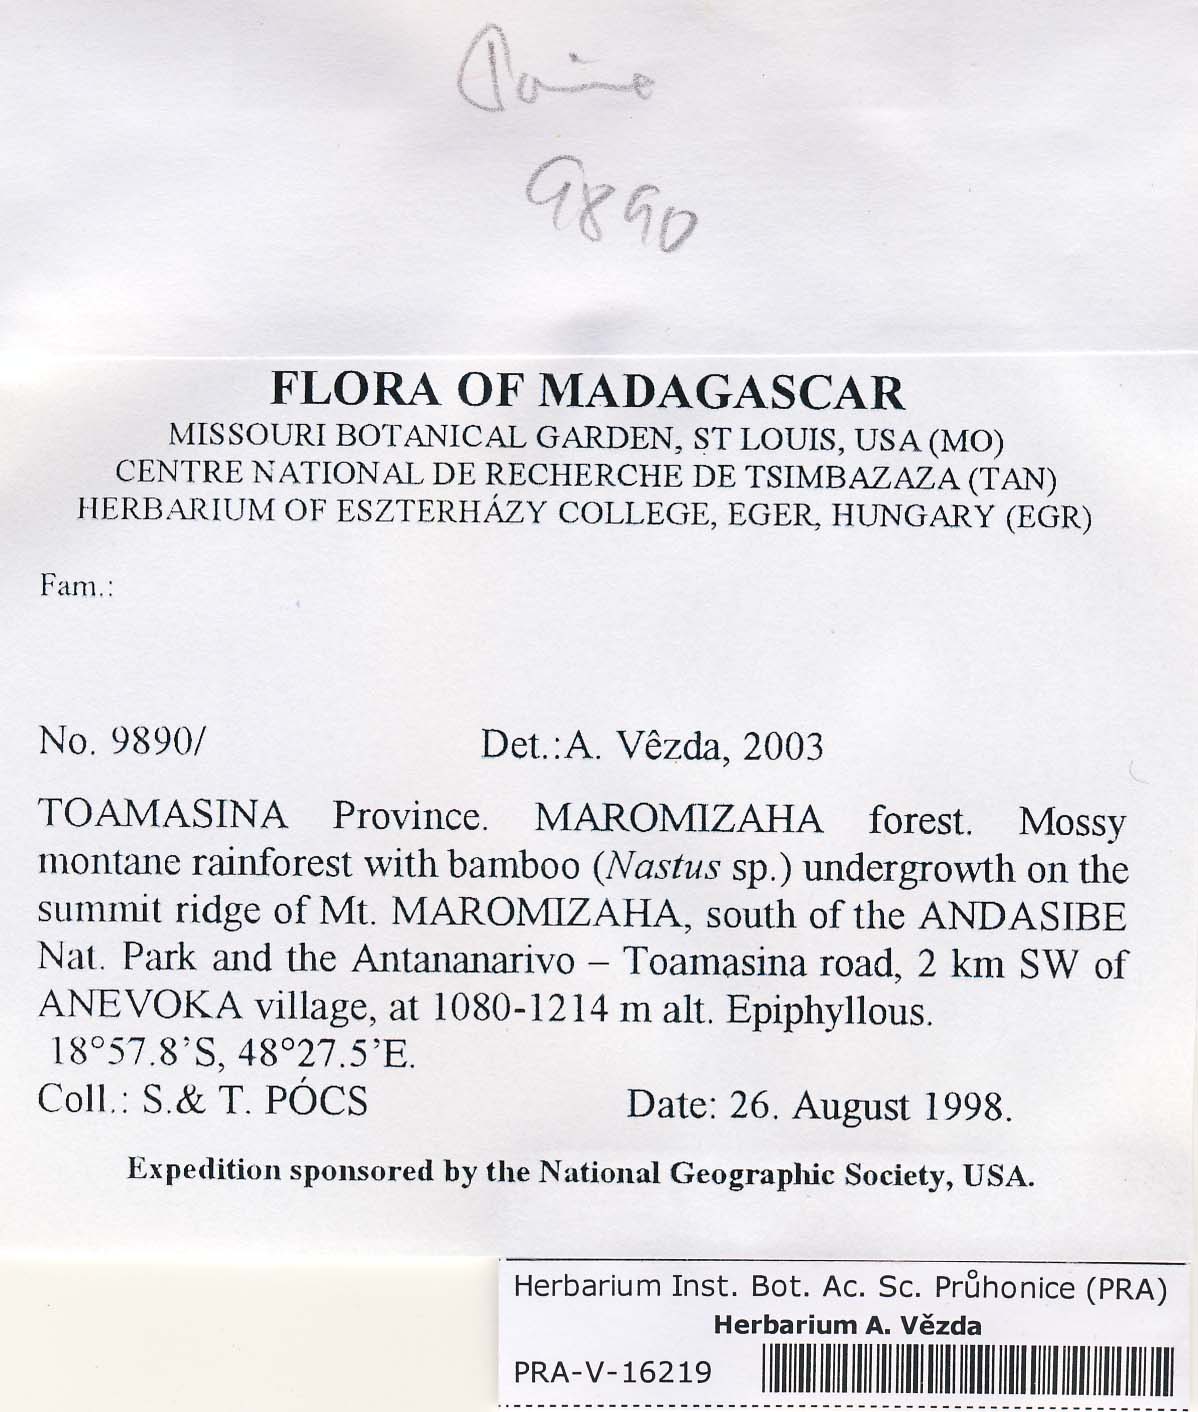 9890
FLORA OF MADAGASCAR
MISSOURI BOTANICAL GARDEN, ST LOUIS, USA (MO)
CENTRE NATIONAL DE RECHERCHE DE TSIMBAZAZA (TAN)
HERBARIUM OF ESZTERHÁZY COLLEGE, EGER, HUNGARY (EGR)
Fam.:
No. 9890/ Det.: A. Vêzda, 2003
TOAMASINA Province. MAROMIZAHA forest. Mossy
montane rainforest with bamboo (Nastus sp.) undergrowth on the
summit ridge of Mt. MAROMIZAHA, south of the ANDASIBE
Nat. Park and the Antananarivo – Toamasina road, 2 km SW of
ANEVOKA village, at 1080-1214 m alt. Epiphyllous.
18°57.8'S, 48°27.5'E.
Coll.: S.& T. PÓCS Date: 26. August 1998.
Expedition sponsored by the National Geographic Society, USA.
Herbarium Inst. Bot. Ac. Sc. Průhonice (PRA)
Herbarium A. Vězda
PRA-V-16219